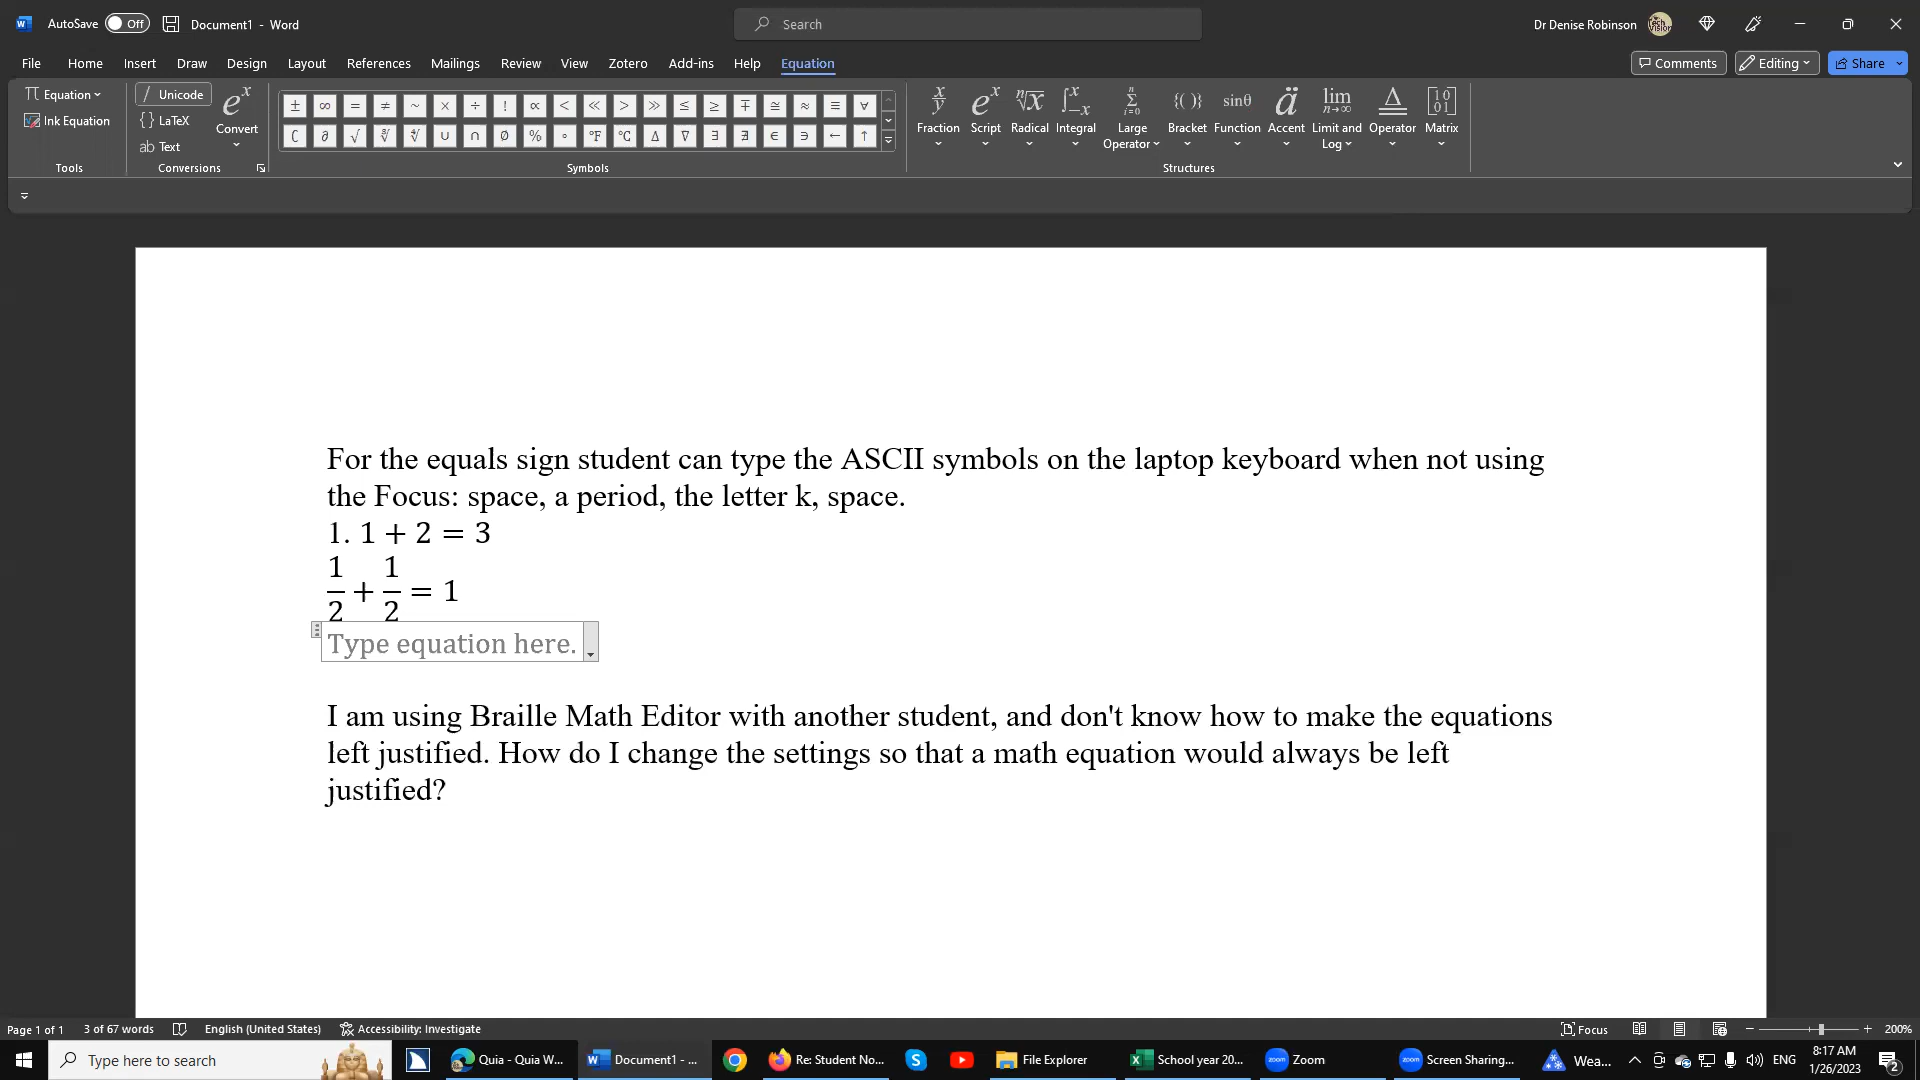 AutoSave Off Document1 - Word Search Dr Denise Robinson
File Home Insert Draw Design Layout References Mailings Review View Zotero Add-ins Help Equation Comments Editing Share
Equation Unicode
Ink Equation { } LaTeX Convert
ab Text
± ∞ = ≠ ~ × ÷ ! ∝ < ≪ > ≫ ≤ ≥ ∓ ≅ ≈ ≡ ∀
∁ ∂ √ ∛ ∜ ∪ ∩ ∅ % ° °F °C ∆ ∇ ∃ ∄ ∈ ∋ ← ↑
Fraction Script Radical Integral Large Operator Bracket Function Accent Limit and Log Operator Matrix
Tools Conversions Symbols Structures
For the equals sign student can type the ASCII symbols on the laptop keyboard when not using
the Focus: space, a period, the letter k, space.
1. 1 + 2 = 3
1/2 + 1/2 = 1
Type equation here.
I am using Braille Math Editor with another student, and don't know how to make the equations
left justified. How do I change the settings so that a math equation would always be left
justified?
Page 1 of 1 3 of 67 words English (United States) Accessibility: Investigate Focus 200%
Type here to search Quia - Quia W... Document1 - ... Re: Student No... File Explorer School year 20... Zoom Screen Sharing... Wea... ENG 8:17 AM
1/26/2023 2